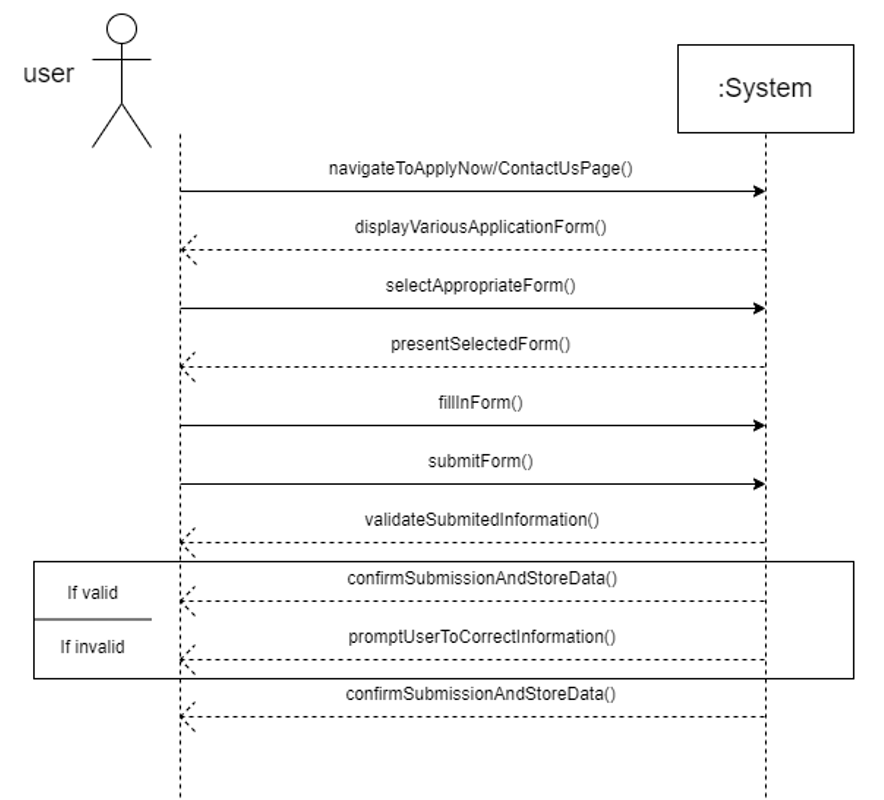 user
:System
navigateToApplyNow/ContactUsPage()
displayVariousApplicationForm()
selectAppropriateForm()
presentSelectedForm()
fillInForm()
submitForm()
validateSubmitedInformation()
If valid
confirmSubmissionAndStoreData()
If invalid
promptUserToCorrectInformation()
confirmSubmissionAndStoreData()